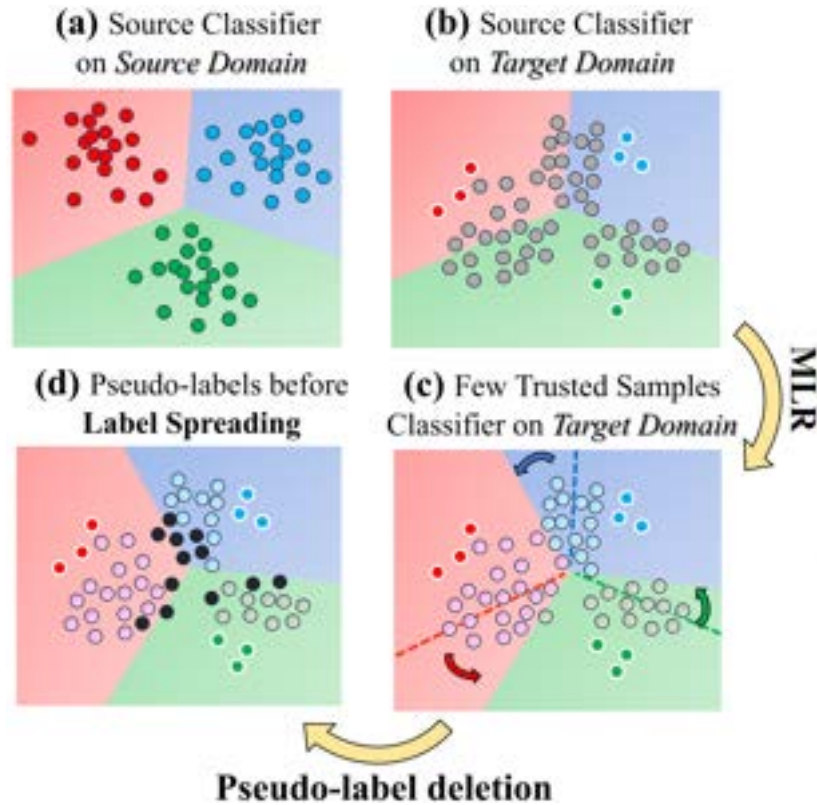 (a) Source Classifier
on Source Domain
(b) Source Classifier
on Target Domain
MLR
(d) Pseudo-labels before
Label Spreading
(c) Few Trusted Samples
Classifier on Target Domain
Pseudo-label deletion